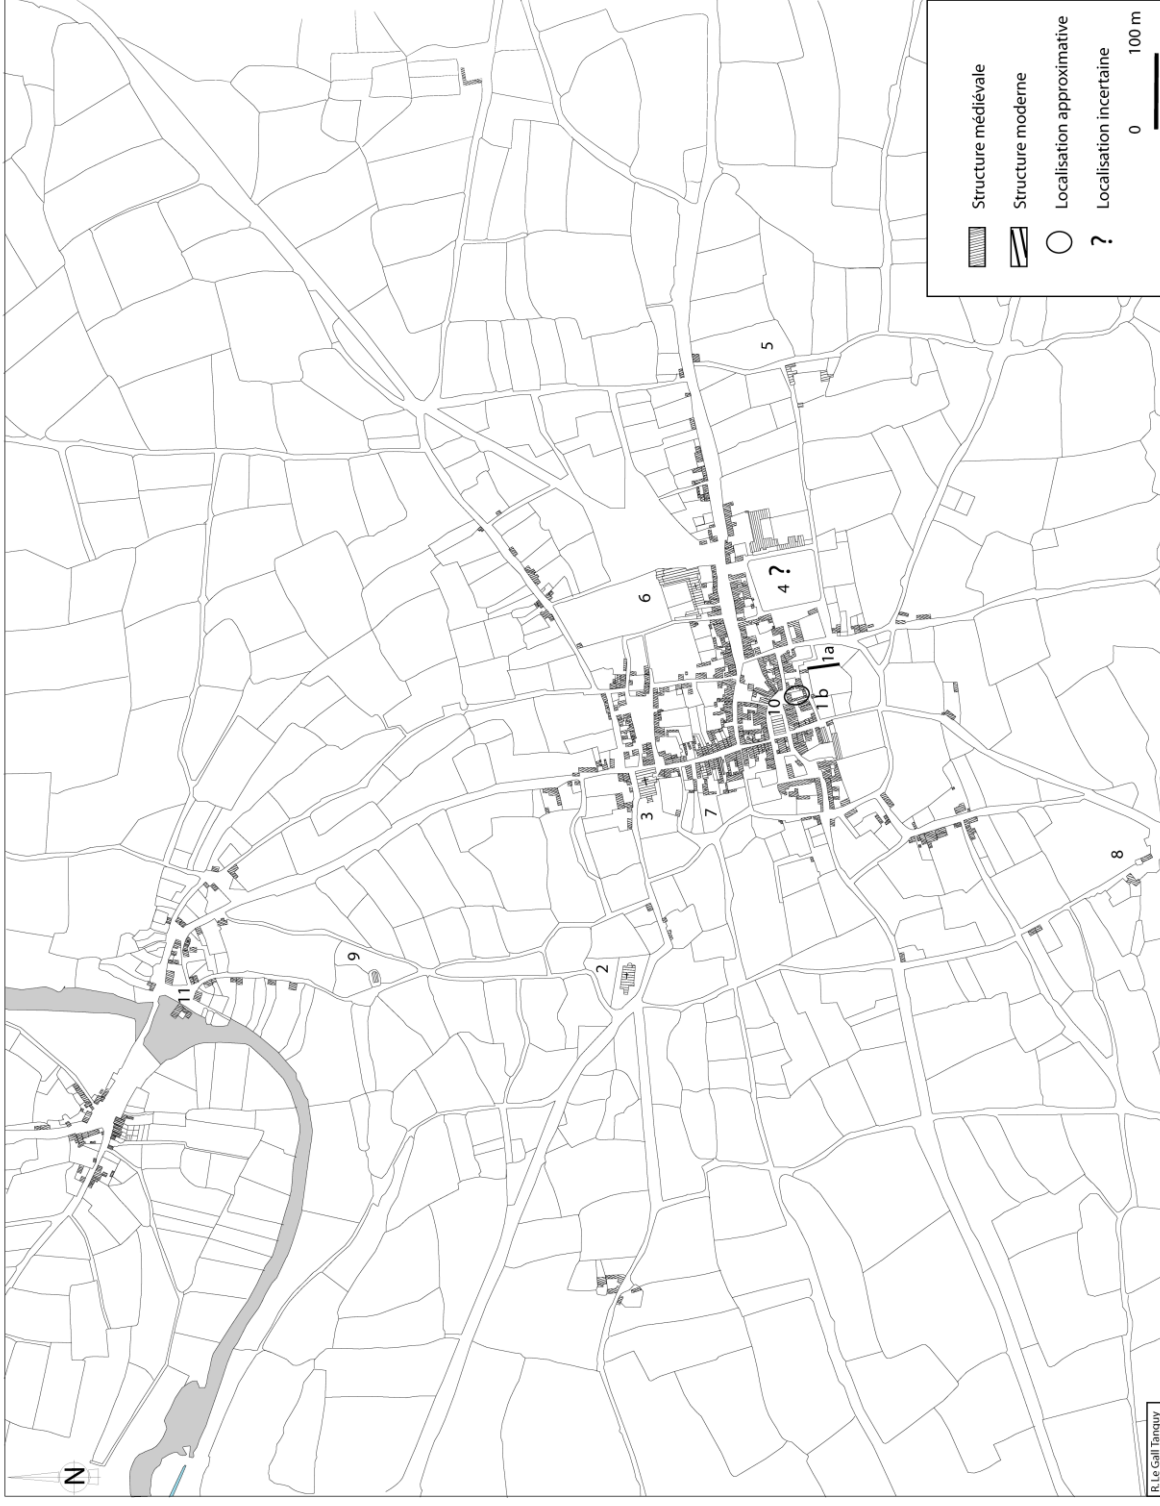 Structure médiévale
Structure moderne
Localisation approximative
? Localisation incertaine
0 100 m
N
11
9
2
3
7
6
10
1 b
1a
4 ?
5
8
R.Le Gall Tanguy